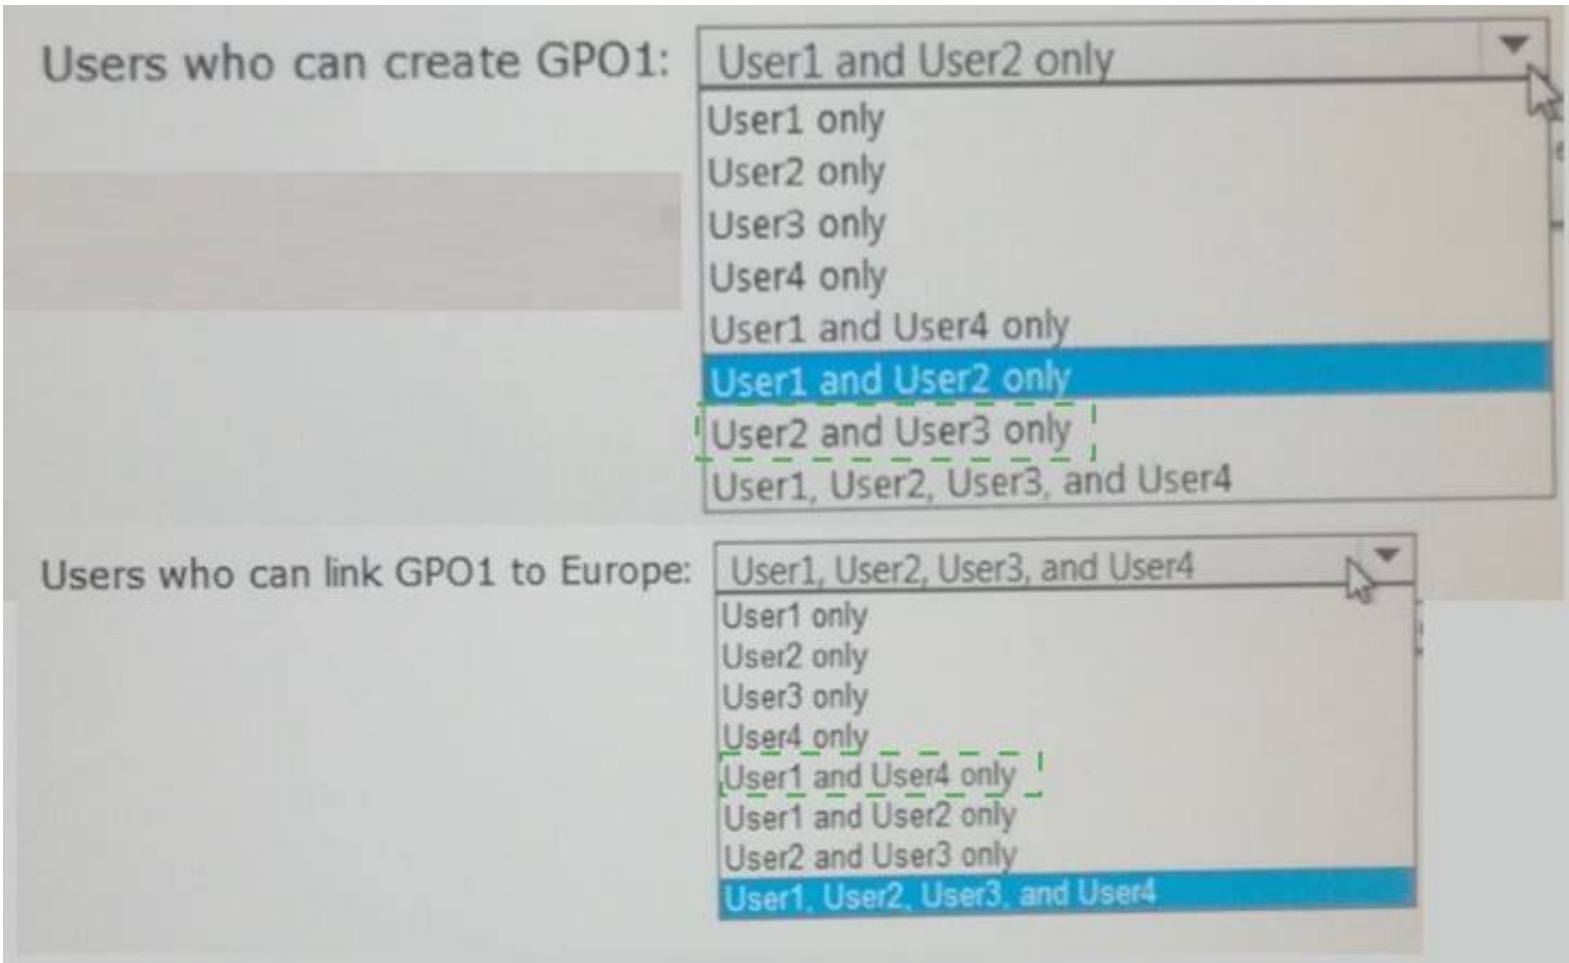 Users who can create GPO1: User1 and User2 only
User1 only
User2 only
User3 only
User4 only
User1 and User4 only
User1 and User2 only
User2 and User3 only
User1, User2, User3, and User4
Users who can link GPO1 to Europe: User1, User2, User3, and User4
User1 only
User2 only
User3 only
User4 only
User1 and User4 only
User1 and User2 only
User2 and User3 only
User1, User2, User3, and User4